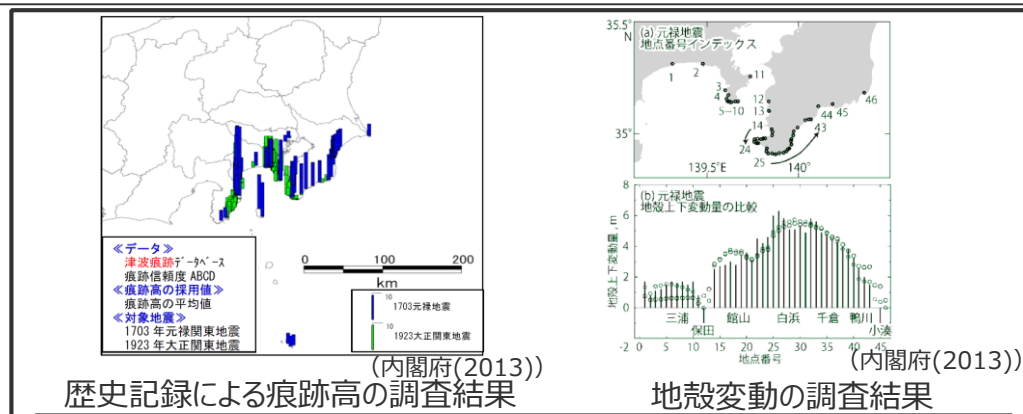 ≪データ≫
津波痕跡データベース
痕跡信頼度 ABCD
≪痕跡高の採用値≫
痕跡高の平均値
≪対象地震≫
1703 年元禄関東地震
1923 年大正関東地震
0 100 200
km
10
1703元禄地震
10
1923大正関東地震
(内閣府(2013))
歴史記録による痕跡高の調査結果
35.5°
N
(a) 元禄地震
地点番号インデックス
1 2 11
3
4
5-10
12
13
14
24
25
43
44 45 46
35°
139.5°E 140°
(b) 元禄地震
地殻上下変動量の比較
地殻上下変動量, m
8
6
4
2
0
-2
三浦 保田 館山 白浜 千倉 鴨川 小湊
0 5 10 15 20 25 30 35 40 45
地点番号
(内閣府(2013))
地殻変動の調査結果